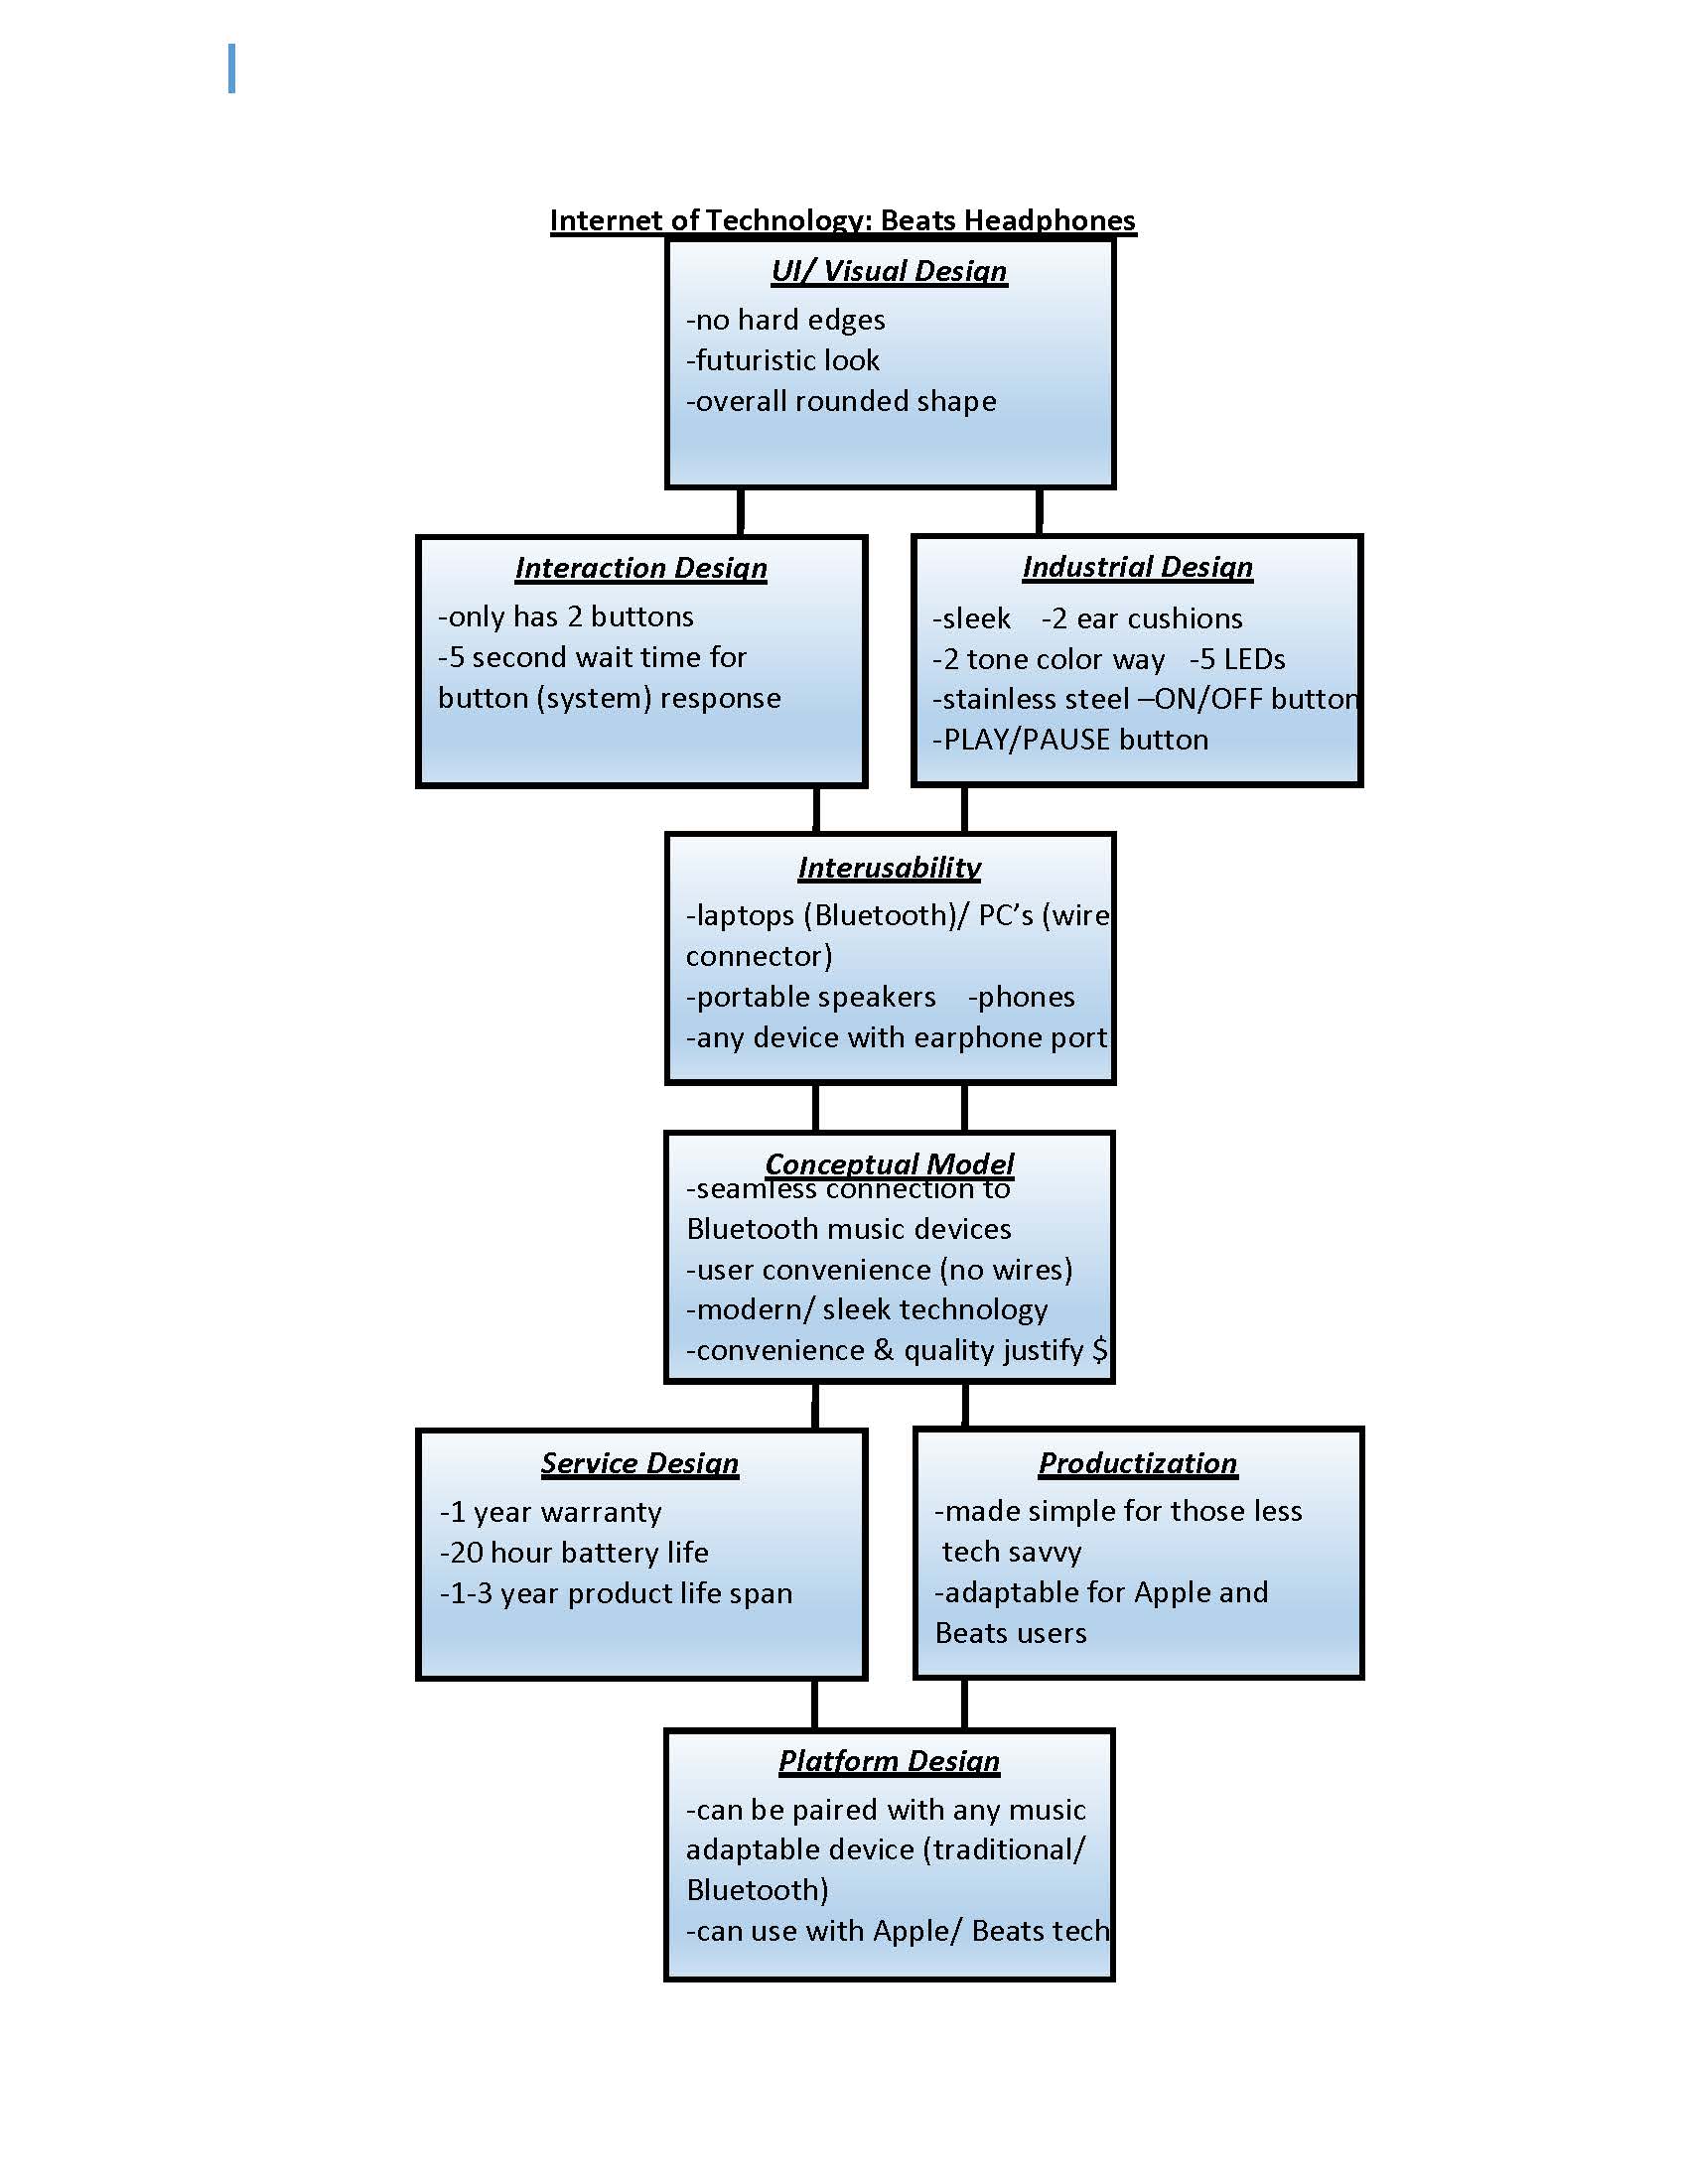 Internet of Technology: Beats Headphones
UI/ Visual Design
-no hard edges
-futuristic look
-overall rounded shape
Interaction Design
-only has 2 buttons
-5 second wait time for
button (system) response
Industrial Design
-sleek -2 ear cushions
-2 tone color way -5 LEDs
-stainless steel –ON/OFF button
-PLAY/PAUSE button
Interusability
-laptops (Bluetooth)/ PC’s (wire
connector)
-portable speakers -phones
-any device with earphone port
Conceptual Model
-seamless connection to
Bluetooth music devices
-user convenience (no wires)
-modern/ sleek technology
-convenience & quality justify $
Service Design
-1 year warranty
-20 hour battery life
-1-3 year product life span
Productization
-made simple for those less
tech savvy
-adaptable for Apple and
Beats users
Platform Design
-can be paired with any music
adaptable device (traditional/
Bluetooth)
-can use with Apple/ Beats tech